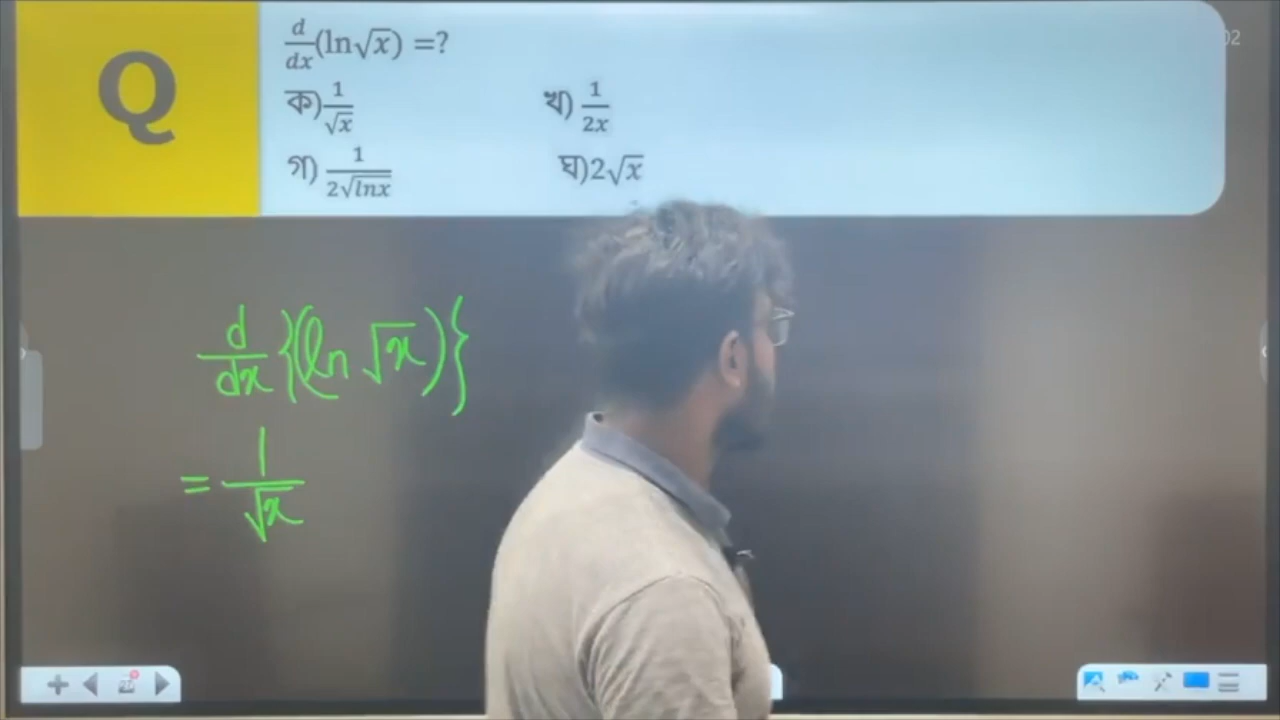 Q
d/dx (ln√x) =?
ক) 1/√x খ) 1/2x
গ) 1/2√lnx ঘ)2√x
d/dx {(ln √x)}
= 1/√x